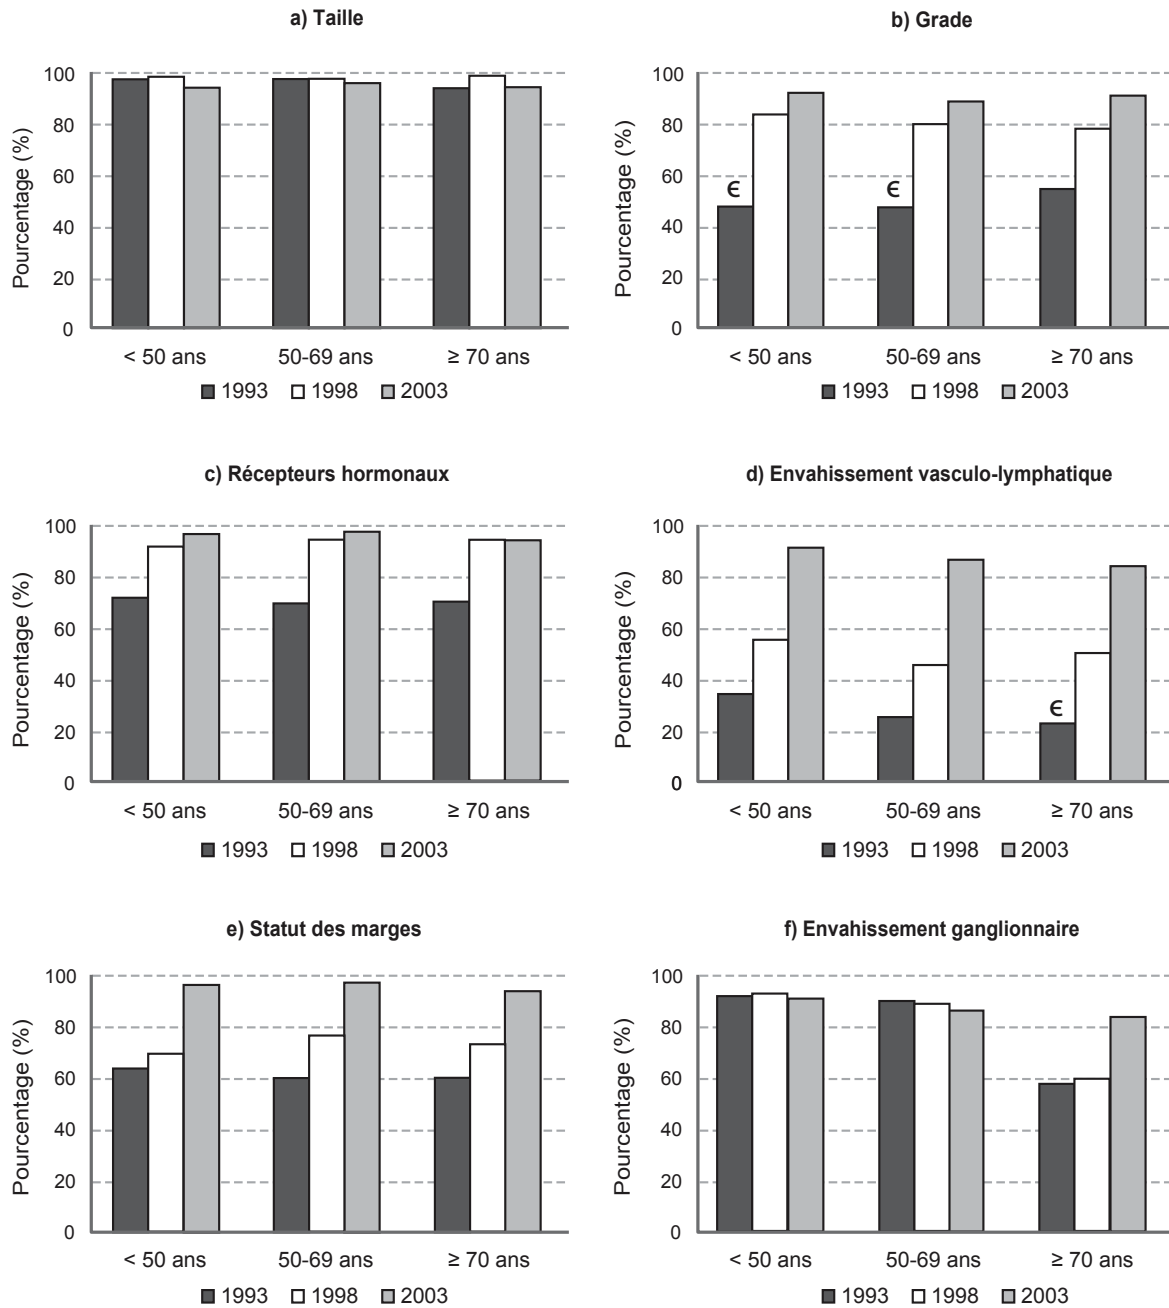 a) Taille
Pourcentage (%)
100
80
60
40
20
0
< 50 ans 50-69 ans ≥ 70 ans
1993 1998 2003
b) Grade
Pourcentage (%)
100
80
60
40
20
0
ϵ ϵ
< 50 ans 50-69 ans ≥ 70 ans
1993 1998 2003
c) Récepteurs hormonaux
Pourcentage (%)
100
80
60
40
20
0
< 50 ans 50-69 ans ≥ 70 ans
1993 1998 2003
d) Envahissement vasculo-lymphatique
Pourcentage (%)
100
80
60
40
20
0
ϵ
< 50 ans 50-69 ans ≥ 70 ans
1993 1998 2003
e) Statut des marges
Pourcentage (%)
100
80
60
40
20
0
< 50 ans 50-69 ans ≥ 70 ans
1993 1998 2003
f) Envahissement ganglionnaire
Pourcentage (%)
100
80
60
40
20
0
< 50 ans 50-69 ans ≥ 70 ans
1993 1998 2003